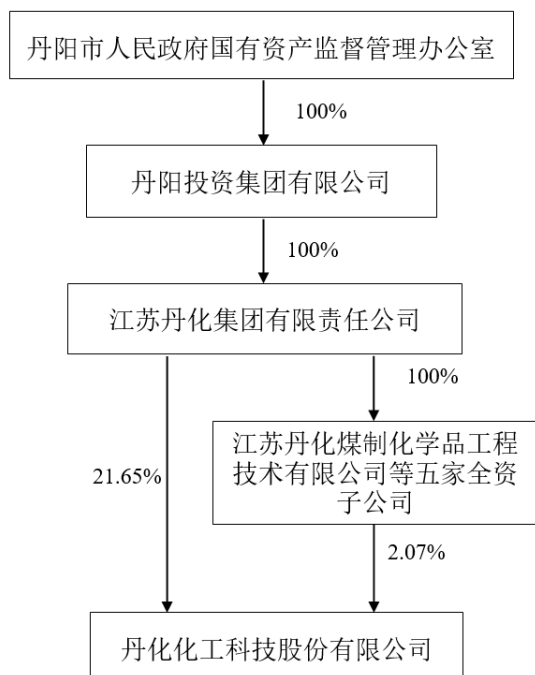 丹阳市人民政府国有资产监督管理办公室
100%
丹阳投资集团有限公司
100%
江苏丹化集团有限责任公司
100%
21.65%
江苏丹化煤制化学品工程
技术有限公司等五家全资
子公司
2.07%
丹化化工科技股份有限公司